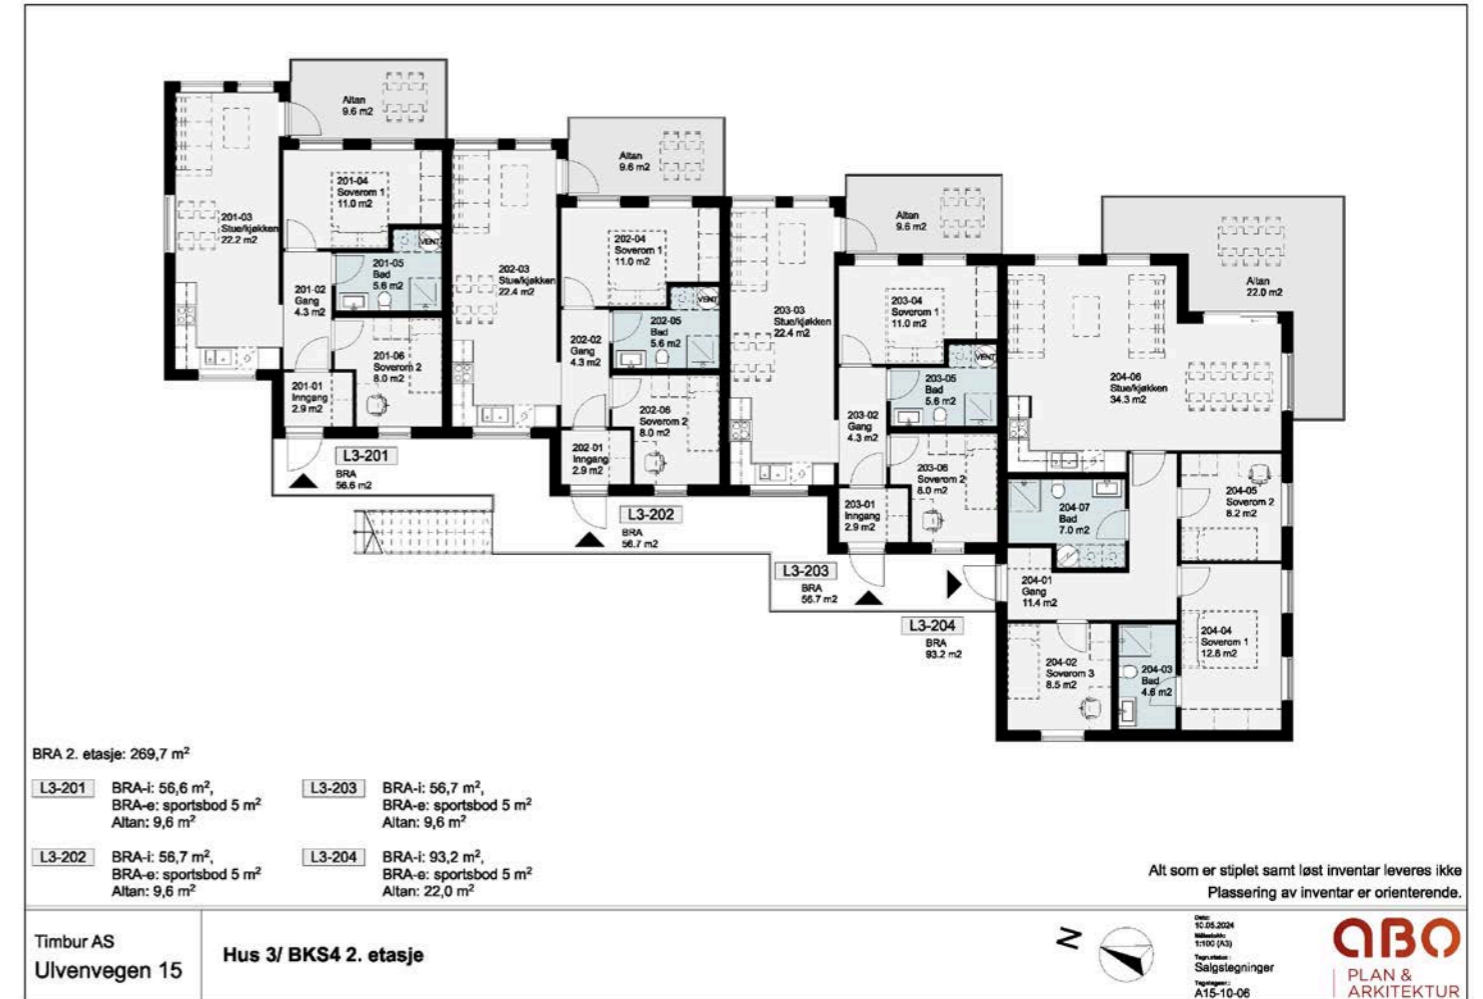 Altan
9.6 m2
201-03
Stue/kjøkken
22.2 m2
201-04
Soverom 1
11.0 m2
VENT
201-05
Bad
5.6 m2
201-02
Gang
4.3 m2
201-06
Soverom 2
8.0 m2
201-01
Inngang
2.9 m2
L3-201
BRA
56.6 m2
Altan
9.6 m2
202-03
Stue/kjøkken
22.4 m2
202-04
Soverom 1
11.0 m2
VENT
202-05
Bad
5.6 m2
202-02
Gang
4.3 m2
202-06
Soverom 2
8.0 m2
202-01
Inngang
2.9 m2
L3-202
BRA
56.7 m2
Altan
9.6 m2
203-03
Stue/kjøkken
22.4 m2
203-04
Soverom 1
11.0 m2
VENT
203-05
Bad
5.6 m2
203-02
Gang
4.3 m2
203-06
Soverom 2
8.0 m2
203-01
Inngang
2.9 m2
L3-203
BRA
56.7 m2
Altan
22.0 m2
204-06
Stue/kjøkken
34.3 m2
204-05
Soverom 2
8.2 m2
204-07
Bad
7.0 m2
204-01
Gang
11.4 m2
204-04
Soverom 1
12.8 m2
204-02
Soverom 3
8.5 m2
204-03
Bad
4.6 m2
L3-204
BRA
93.2 m2
BRA 2. etasje: 269,7 m²
L3-201 BRA-i: 56,6 m²,
BRA-e: sportsbod 5 m²
Altan: 9,6 m²
L3-203 BRA-i: 56,7 m²,
BRA-e: sportsbod 5 m²
Altan: 9,6 m²
L3-202 BRA-i: 56,7 m²,
BRA-e: sportsbod 5 m²
Altan: 9,6 m²
L3-204 BRA-i: 93,2 m²,
BRA-e: sportsbod 5 m²
Altan: 22,0 m²
Alt som er stiplet samt løst inventar leveres ikke
Plassering av inventar er orienterende.
Timbur AS
Ulvenvegen 15
Hus 3/ BKS4 2. etasje
N
Dato:
10.05.2024
1:100 (A3)
Salgstegninger
A15-10-06
ABO
PLAN &
ARKITEKTUR